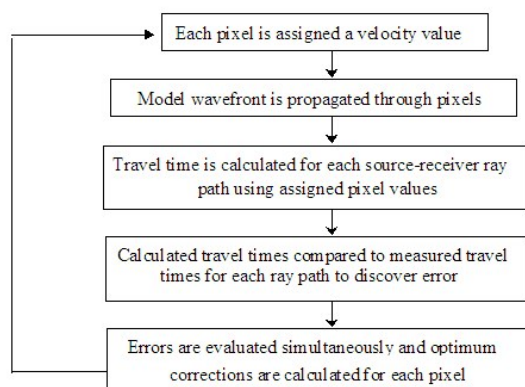 Each pixel is assigned a velocity value
Model wavefront is propagated through pixels
Travel time is calculated for each source-receiver ray
path using assigned pixel values
Calculated travel times compared to measured travel
times for each ray path to discover error
Errors are evaluated simultaneously and optimum
corrections are calculated for each pixel